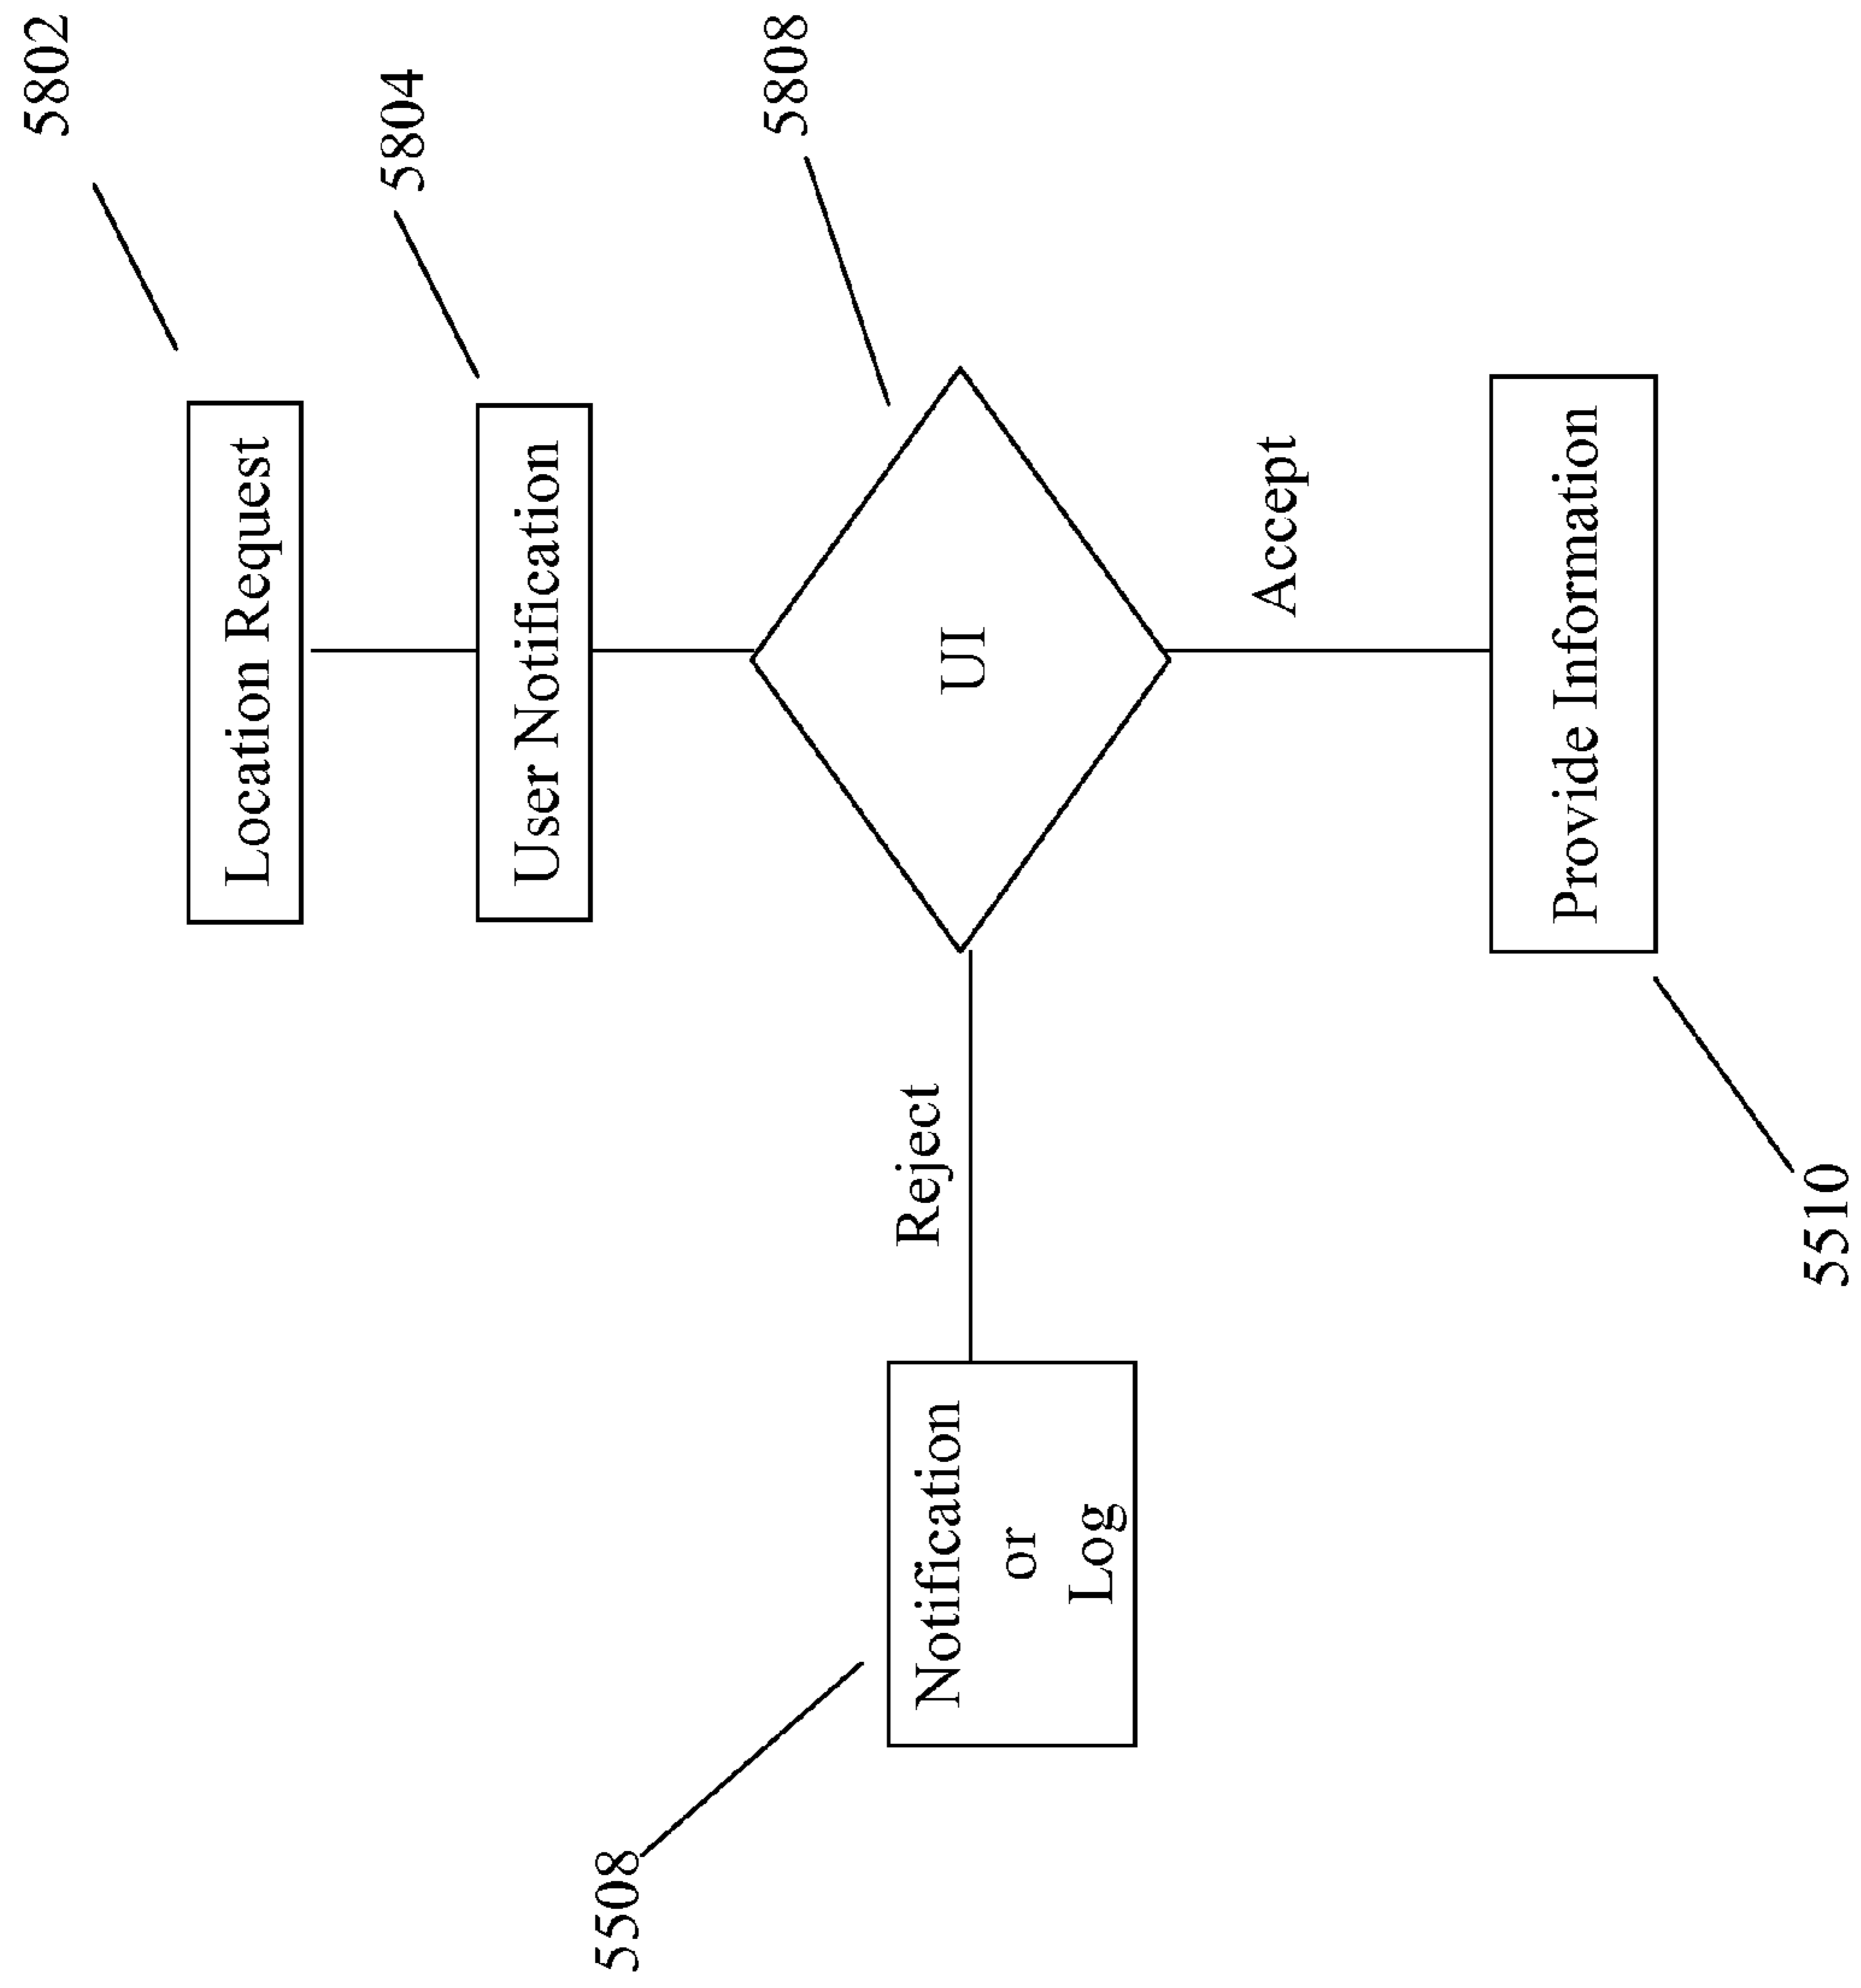 5802
Location Request
5804
User Notification
5808
UI
Reject
Accept
5508
Notification
or
Log
Provide Information
5510